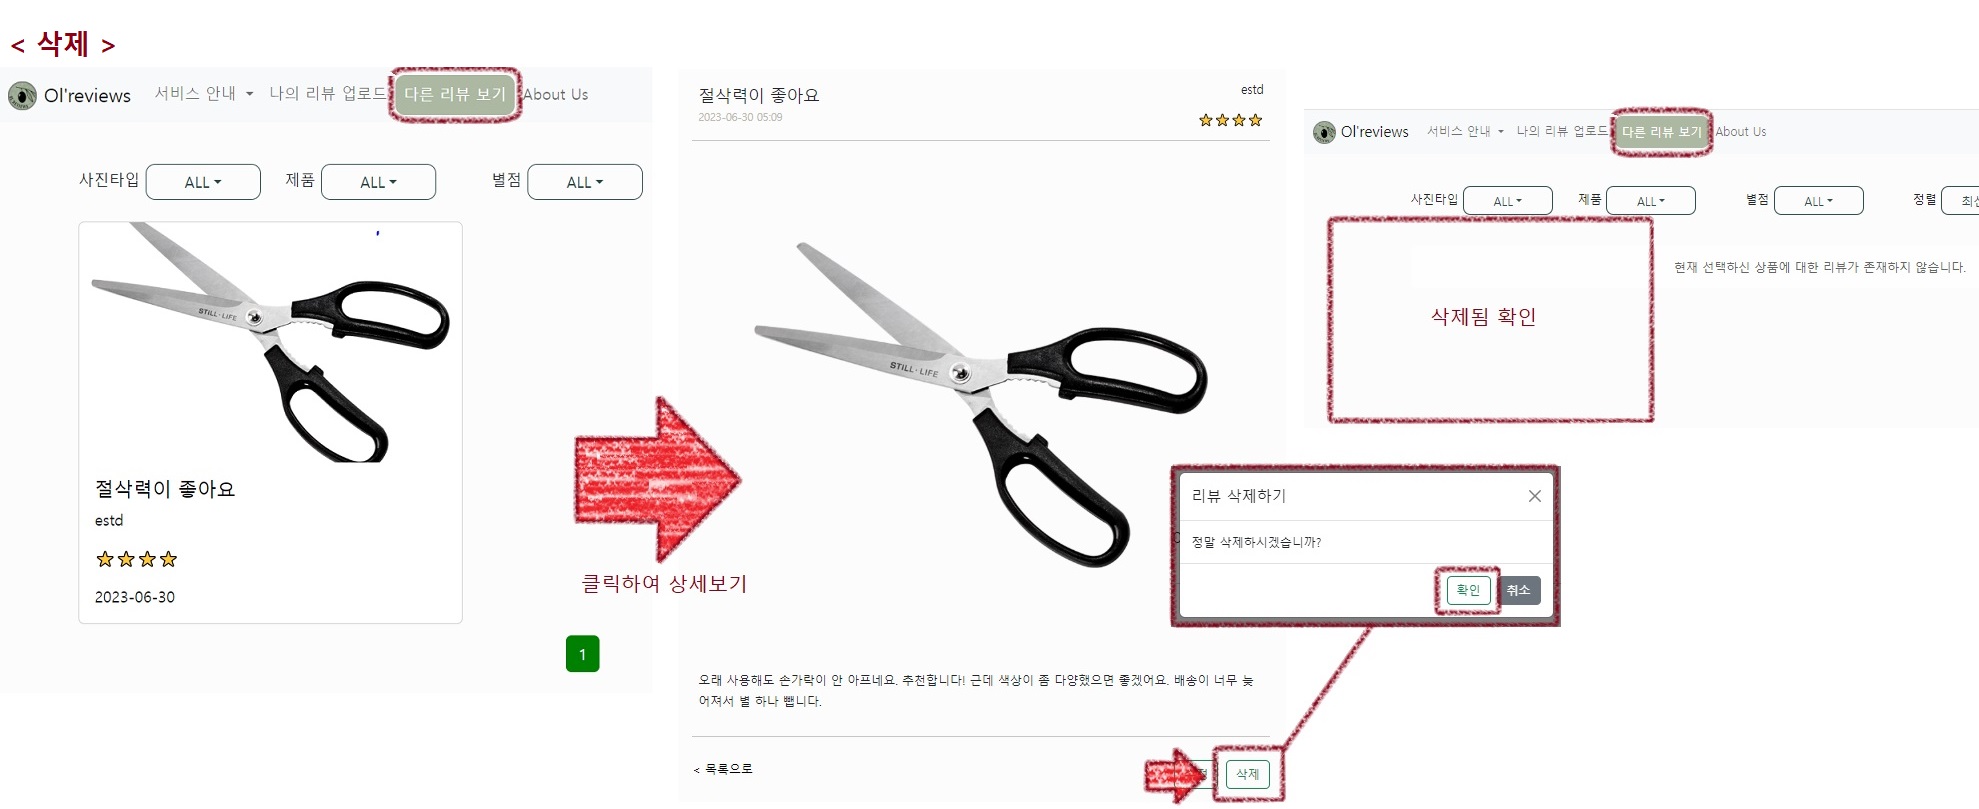 < 삭제 >
Ol'reviews 서비스 안내 나의 리뷰 업로드 다른 리뷰 보기 About Us
사진타입 ALL 제품 ALL 별점 ALL
STILL·LIFE
절삭력이 좋아요
estd
2023-06-30
1
클릭하여 상세보기
절삭력이 좋아요
estd
2023-06-30 05:09
STILL·LIFE
오래 사용해도 손가락이 안 아프네요. 추천합니다! 근데 색상이 좀 다양했으면 좋겠어요. 배송이 너무 늦
어져서 별 하나 뺍니다.
< 목록으로
삭제
리뷰 삭제하기
정말 삭제하시겠습니까?
확인 취소
Ol'reviews 서비스 안내 나의 리뷰 업로드 다른 리뷰 보기 About Us
사진타입 ALL 제품 ALL 별점 ALL 정렬
현재 선택하신 상품에 대한 리뷰가 존재하지 않습니다.
삭제됨 확인